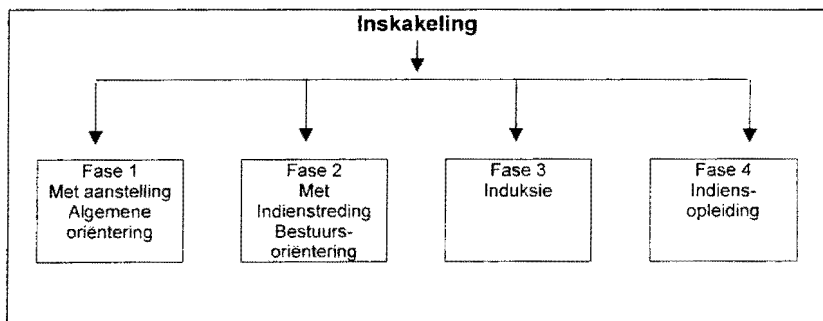 Inskakeling
Fase 1
Met aanstelling
Algemene
oriëntering
Fase 2
Met
Indienstreding
Bestuurs-
oriëntering
Fase 3
Induksie
Fase 4
Indiens-
opleiding